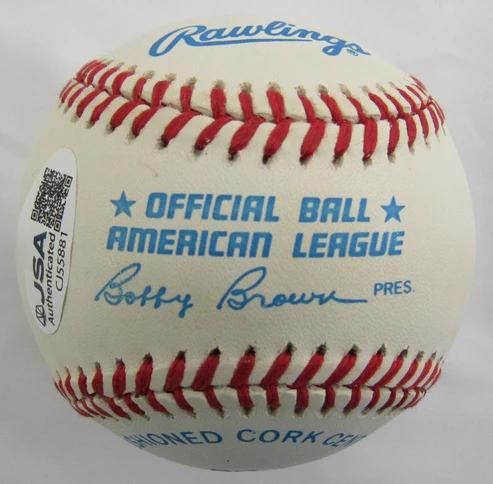 Rawlings®
★ OFFICIAL BALL ★
AMERICAN LEAGUE
Bobby Brown PRES.
JSA
Authenticated
CJ55881
SHIONED CORK CEN